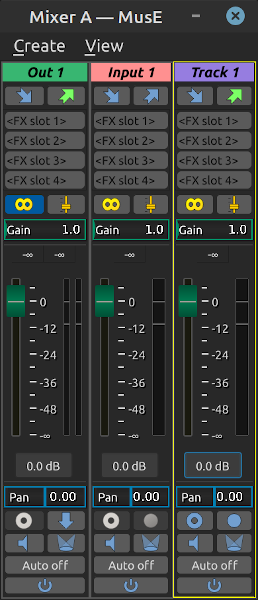 Mixer A — MusE
Create View
Out 1 Input 1 Track 1
<FX slot 1> <FX slot 1> <FX slot 1>
<FX slot 2> <FX slot 2> <FX slot 2>
<FX slot 3> <FX slot 3> <FX slot 3>
<FX slot 4> <FX slot 4> <FX slot 4>
Gain 1.0 Gain 1.0 Gain 1.0
-∞ -∞ -∞ -∞
0 0 0
-12 -12 -12
-24 -24 -24
-36 -36 -36
-48 -48 -48
-∞ -∞ -∞
0.0 dB 0.0 dB 0.0 dB
Pan 0.00 Pan 0.00 Pan 0.00
Auto off Auto off Auto off